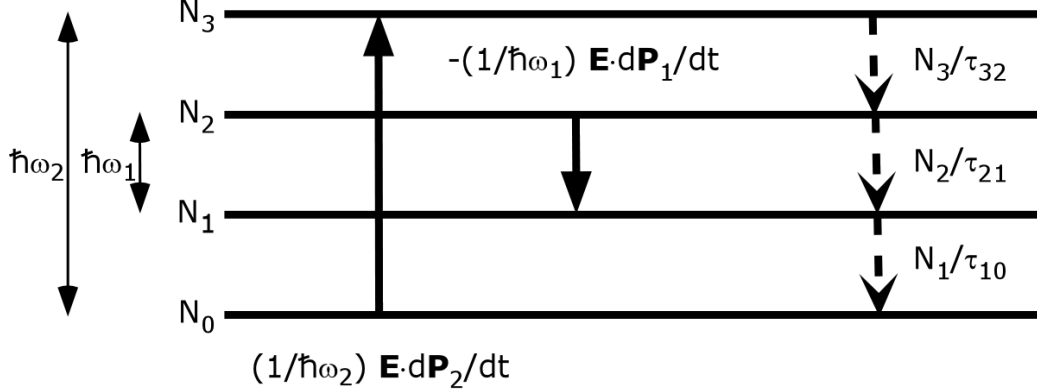 N₃
-(1/ħω₁) E·dP₁/dt
N₃/τ₃₂
N₂
ħω₂
ħω₁
N₂/τ₂₁
N₁
N₁/τ₁₀
N₀
(1/ħω₂) E·dP₂/dt